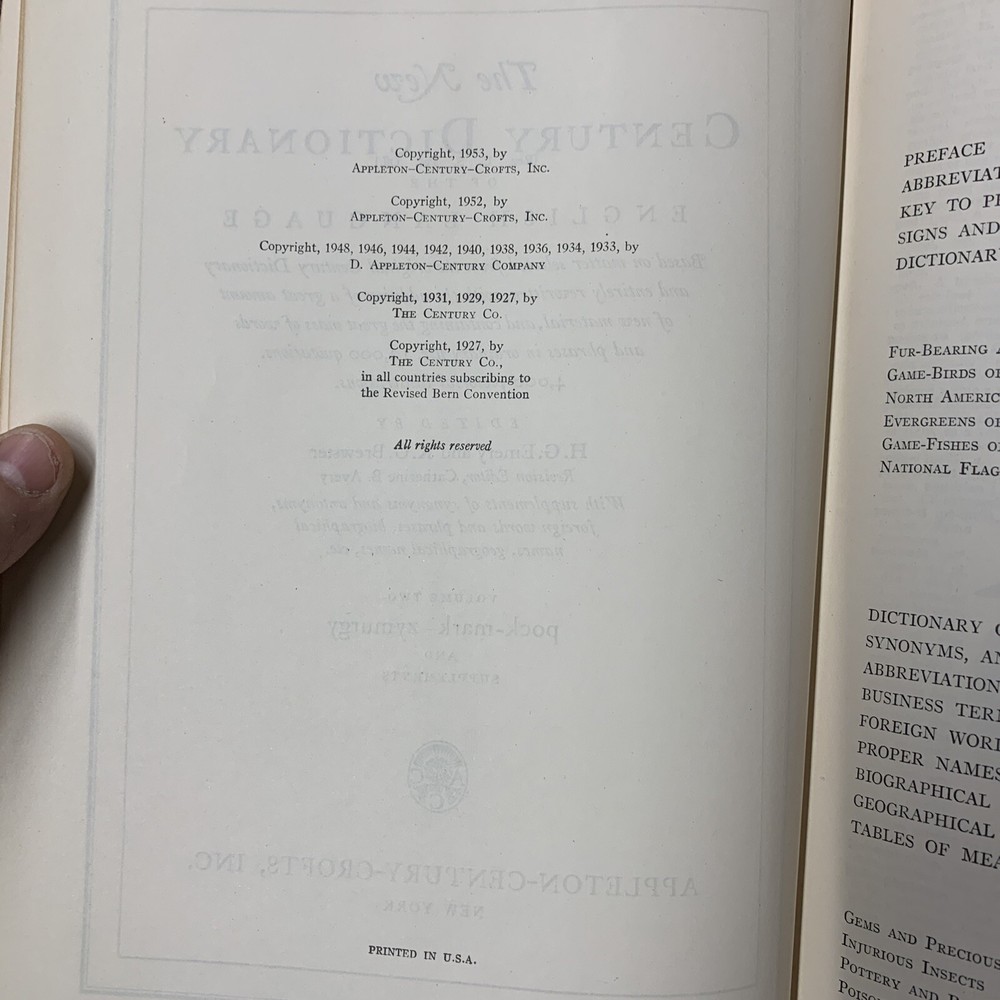 Copyright, 1953, by
APPLETON–CENTURY–CROFTS, INC.
Copyright, 1952, by
APPLETON–CENTURY–CROFTS, INC.
Copyright, 1948, 1946, 1944, 1942, 1940, 1938, 1936, 1934, 1933, by
D. APPLETON–CENTURY COMPANY
Copyright, 1931, 1929, 1927, by
THE CENTURY CO.
Copyright, 1927, by
THE CENTURY CO.,
in all countries subscribing to
the Revised Bern Convention
All rights reserved
PRINTED IN U.S.A.
PREFACE
ABBREVIAT
KEY TO
SIGNS AND
DICTIONAR
FUR-BEARING
GAME-BIRDS
NORTH AMERIC
EVERGREENS
GAME-FISHES
NATIONAL FLAG
DICTIONARY
SYNONYMS, AN
ABBREVIATION
BUSINESS TER
FOREIGN WOR
PROPER NAMES
BIOGRAPHICAL
GEOGRAPHICAL
TABLES OF MEA
GEMS AND PRECIOUS
INJURIOUS INSECTS
POTTERY AND
POISO